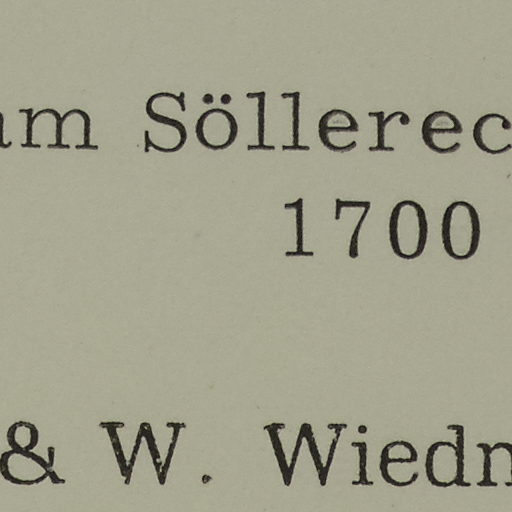 am Söllerec
1700
& W. Wiedn